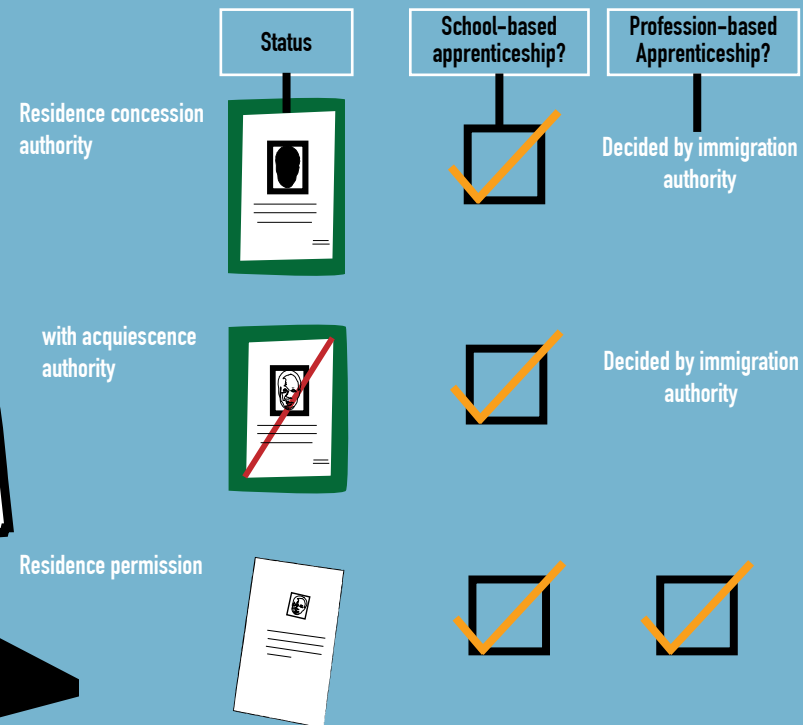 Status
School-based
apprenticeship?
Profession-based
Apprenticeship?
Residence concession
authority
Decided by immigration
authority
with acquiescence
authority
Decided by immigration
authority
Residence permission